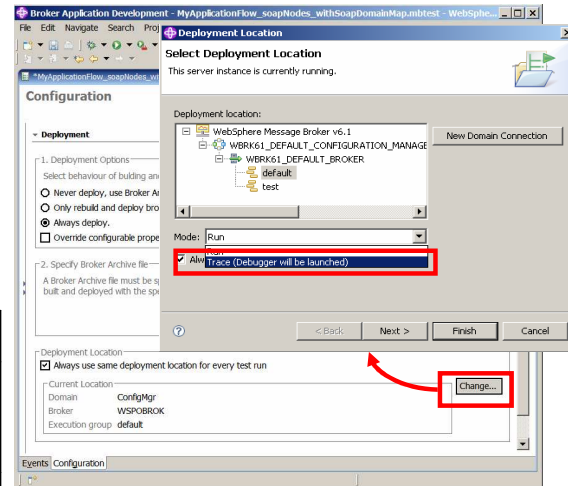 Broker Application Development - MyApplicationFlow_soapNodes_withSoapDomainMap.mbtest - WebSphe...
File Edit Navigate Search Proj
Deployment Location
Select Deployment Location
This server instance is currently running.
*MyApplicationFlow_soapNodes_wi
Configuration
Deployment location:
WebSphere Message Broker v6.1
New Domain Connection
WBRK61_DEFAULT_CONFIGURATION_MANAGE
WBRK61_DEFAULT_BROKER
default
test
Deployment
1. Deployment Options
Select behaviour of bulding an
Never deploy, use Broker A
Only rebuild and deploy bro
Always deploy.
Override configurable prope
Mode: Run
Run
Alw Trace (Debugger will be launched)
2. Specify Broker Archive file
A Broker Archive file must be s
built and deployed with the spe
< Back
Next >
Finish
Cancel
Deployment Location
Always use same deployment location for every test run
Current Location
Change...
Domain ConfigMgr
Broker WSPOBROK
Execution group default
Events Configuration